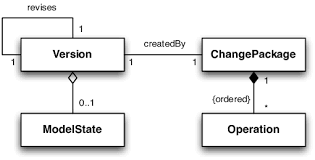 revises
1
createdBy
Version
ChangePackage
1
1
1
1
{ordered}
0..1
*
ModelState
Operation